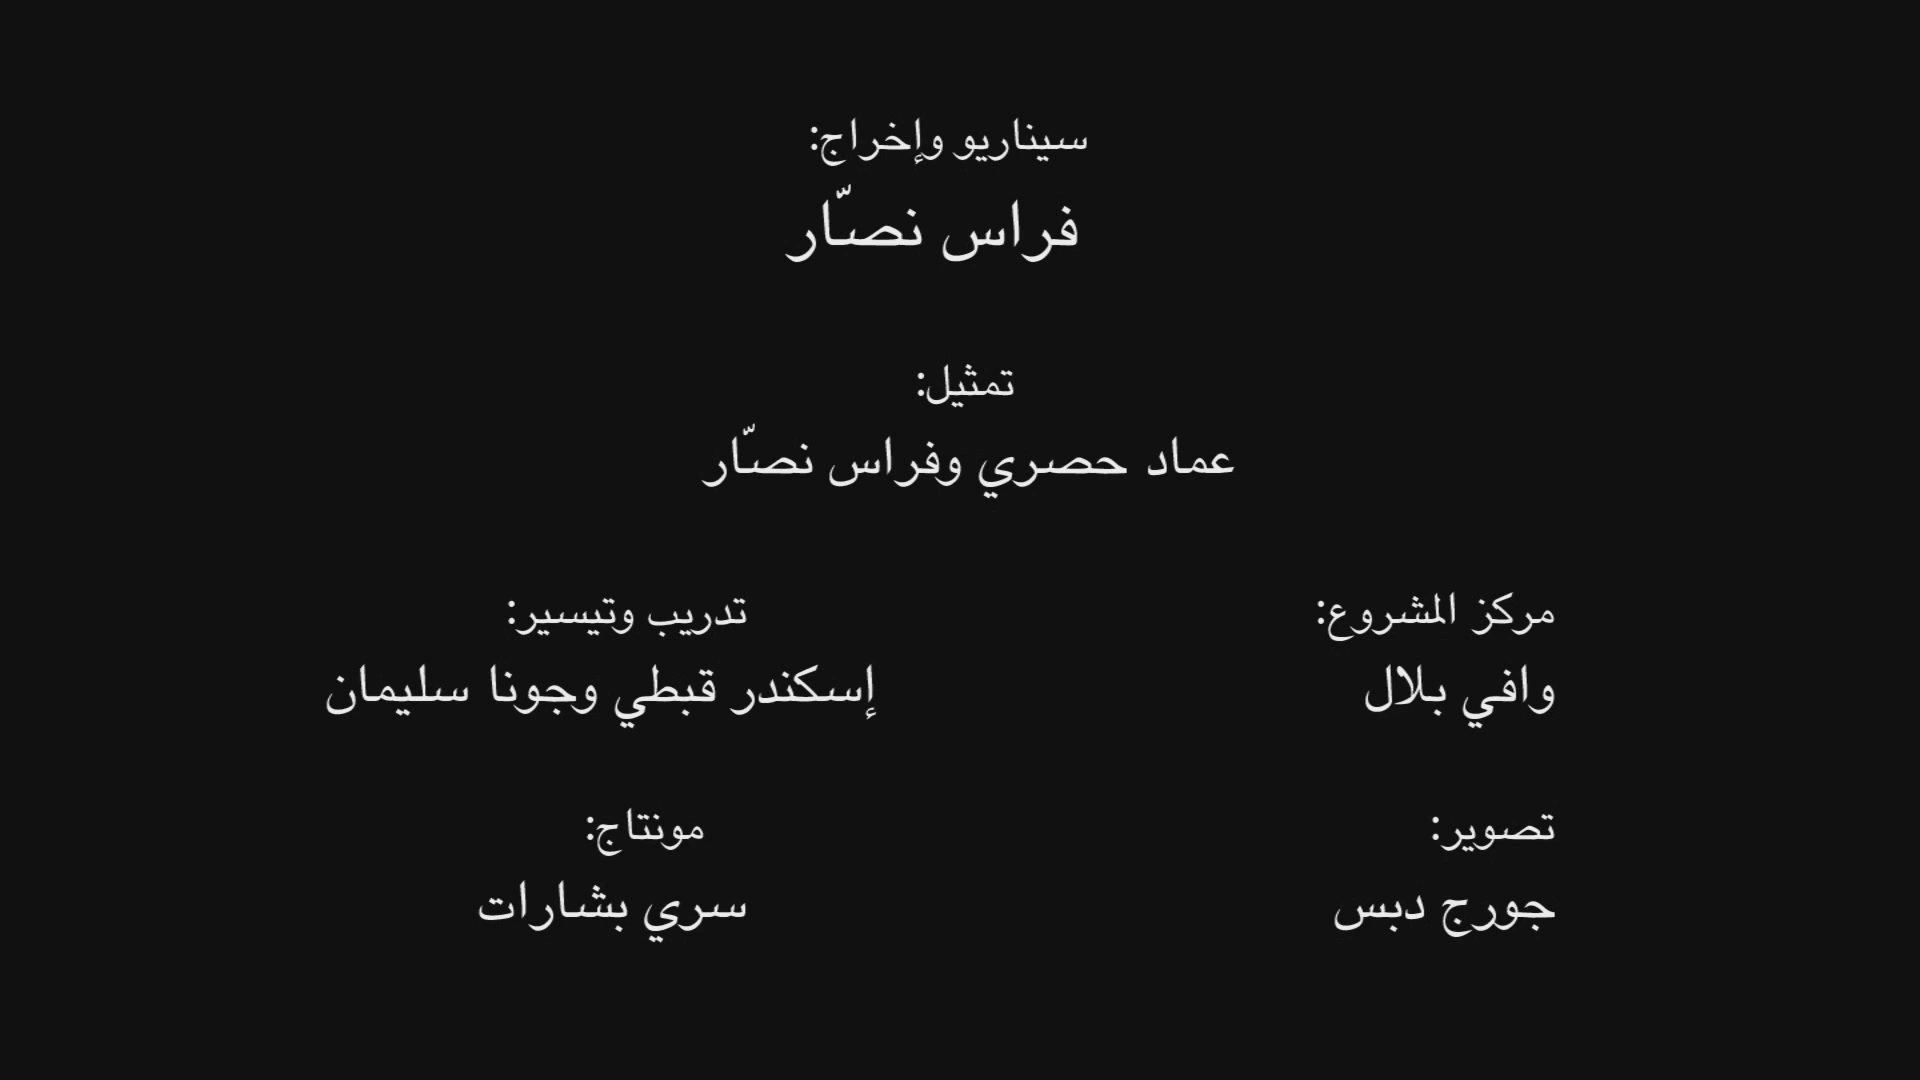 سيناريو وإخراج:
فراس نصّار
تمثيل:
عماد حصري وفراس نصّار
مركز المشروع:
وافي بلال
تدريب وتيسير:
إسكندر قبطي وجونا سليمان
تصوير:
جورج دبس
مونتاج:
سري بشارات